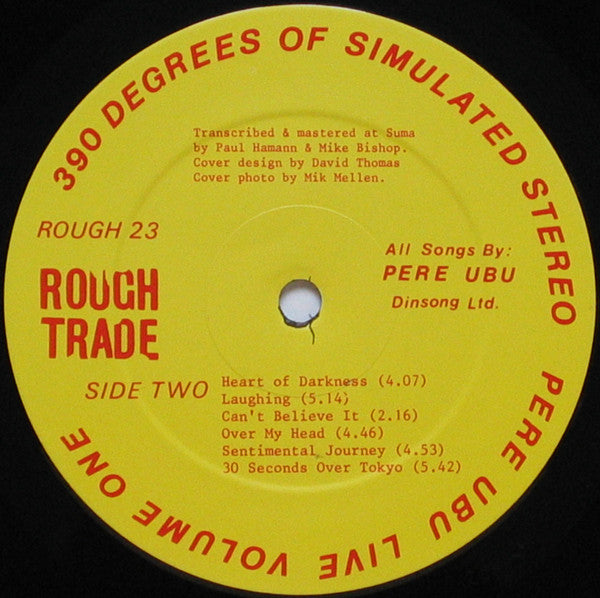 390 DEGREES OF SIMULATED STEREO PERE UBU LIVE VOLUME ONE
Transcribed & mastered at Suma
by Paul Hamann & Mike Bishop.
Cover design by David Thomas
Cover photo by Mik Mellen.
ROUGH 23
ROUGH
TRADE
All Songs By:
PERE UBU
Dinsong Ltd.
SIDE TWO
Heart of Darkness (4.07)
Laughing (5.14)
Can't Believe It (2.16)
Over My Head (4.46)
Sentimental Journey (4.53)
30 Seconds Over Tokyo (5.42)